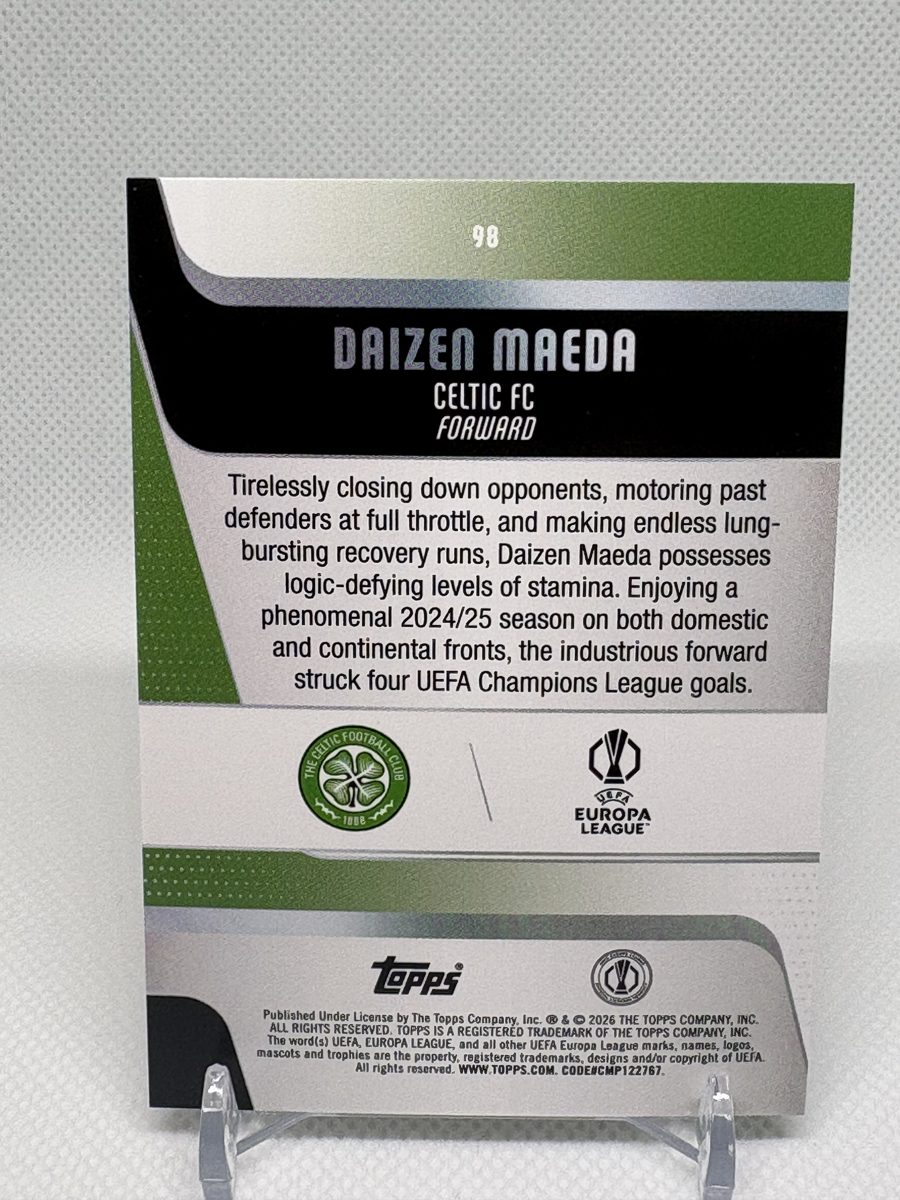 98
DAIZEN MAEDA
CELTIC FC
FORWARD
Tirelessly closing down opponents, motoring past
defenders at full throttle, and making endless lung-
bursting recovery runs, Daizen Maeda possesses
logic-defying levels of stamina. Enjoying a
phenomenal 2024/25 season on both domestic
and continental fronts, the industrious forward
struck four UEFA Champions League goals.
THE CELTIC FOOTBALL CLUB
1888
UEFA
EUROPA
LEAGUE™
topps®
Published Under License by The Topps Company, Inc. ® & © 2026 THE TOPPS COMPANY, INC.
ALL RIGHTS RESERVED. TOPPS IS A REGISTERED TRADEMARK OF THE TOPPS COMPANY, INC.
The word(s) UEFA, EUROPA LEAGUE, and all other UEFA Europa League marks, names, logos,
mascots and trophies are the property, registered trademarks, designs and/or copyright of UEFA.
All rights reserved. WWW.TOPPS.COM. CODE#CMP122767.